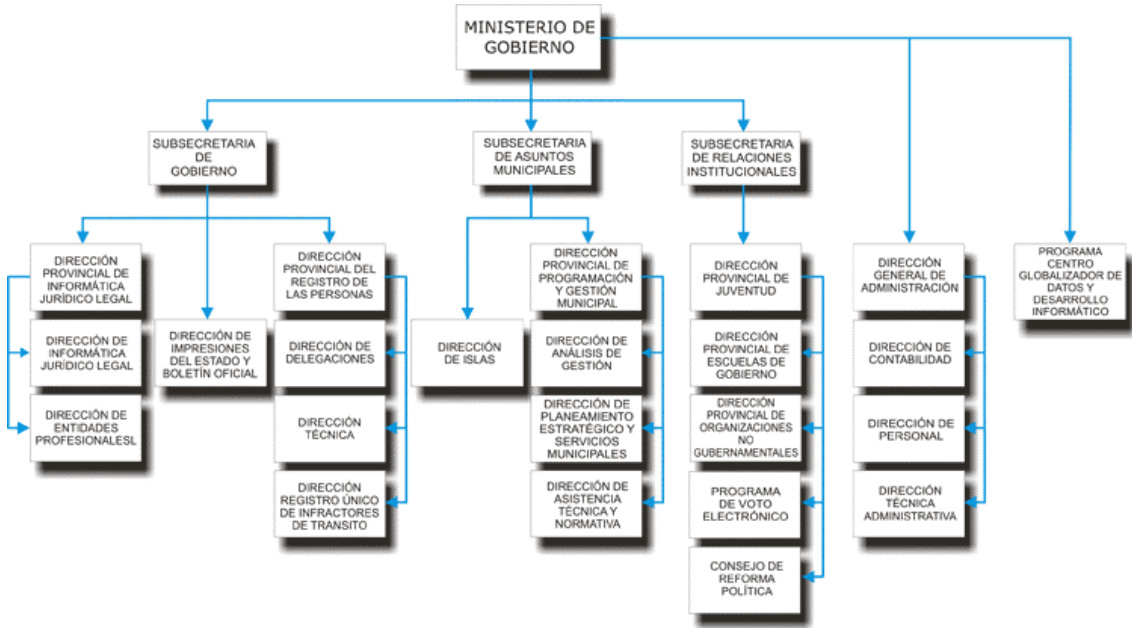 MINISTERIO DE
GOBIERNO
SUBSECRETARIA
DE
GOBIERNO
SUBSECRETARIA
DE ASUNTOS
MUNICIPALES
SUBSECRETARIA
DE RELACIONES
INSTITUCIONALES
DIRECCIÓN
PROVINCIAL DE
INFORMÁTICA
JURÍDICO LEGAL
DIRECCIÓN DE
INFORMÁTICA
JURÍDICO LEGAL
DIRECCIÓN DE
ENTIDADES
PROFESIONALESL
DIRECCIÓN DE
IMPRESIONES
DEL ESTADO Y
BOLETÍN OFICIAL
DIRECCIÓN
PROVINCIAL DEL
REGISTRO DE
LAS PERSONAS
DIRECCIÓN DE
DELEGACIONES
DIRECCIÓN
TÉCNICA
DIRECCIÓN
REGISTRO ÚNICO
DE INFRACTORES
DE TRANSITO
DIRECCIÓN
DE ISLAS
DIRECCIÓN
PROVINCIAL DE
PROGRAMACIÓN
Y GESTIÓN
MUNICIPAL
DIRECCIÓN DE
ANÁLISIS DE
GESTIÓN
DIRECCIÓN DE
PLANEAMIENTO
ESTRATÉGICO Y
SERVICIOS
MUNICIPALES
DIRECCIÓN DE
ASISTENCIA
TÉCNICA Y
NORMATIVA
DIRECCIÓN
PROVINCIAL DE
JUVENTUD
DIRECCIÓN
PROVINCIAL DE
ESCUELAS DE
GOBIERNO
DIRECCIÓN
PROVINCIAL DE
ORGANIZACIONES
NO
GUBERNAMENTALES
PROGRAMA
DE VOTO
ELECTRÓNICO
CONSEJO DE
REFORMA
POLÍTICA
DIRECCIÓN
GENERAL DE
ADMINISTRACIÓN
DIRECCIÓN DE
CONTABILIDAD
DIRECCIÓN DE
PERSONAL
DIRECCIÓN
TÉCNICA
ADMINISTRATIVA
PROGRAMA
CENTRO
GLOBALIZADOR DE
DATOS Y
DESARROLLO
INFORMÁTICO